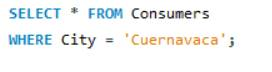 SELECT * FROM Consumers
WHERE City = 'Cuernavaca';